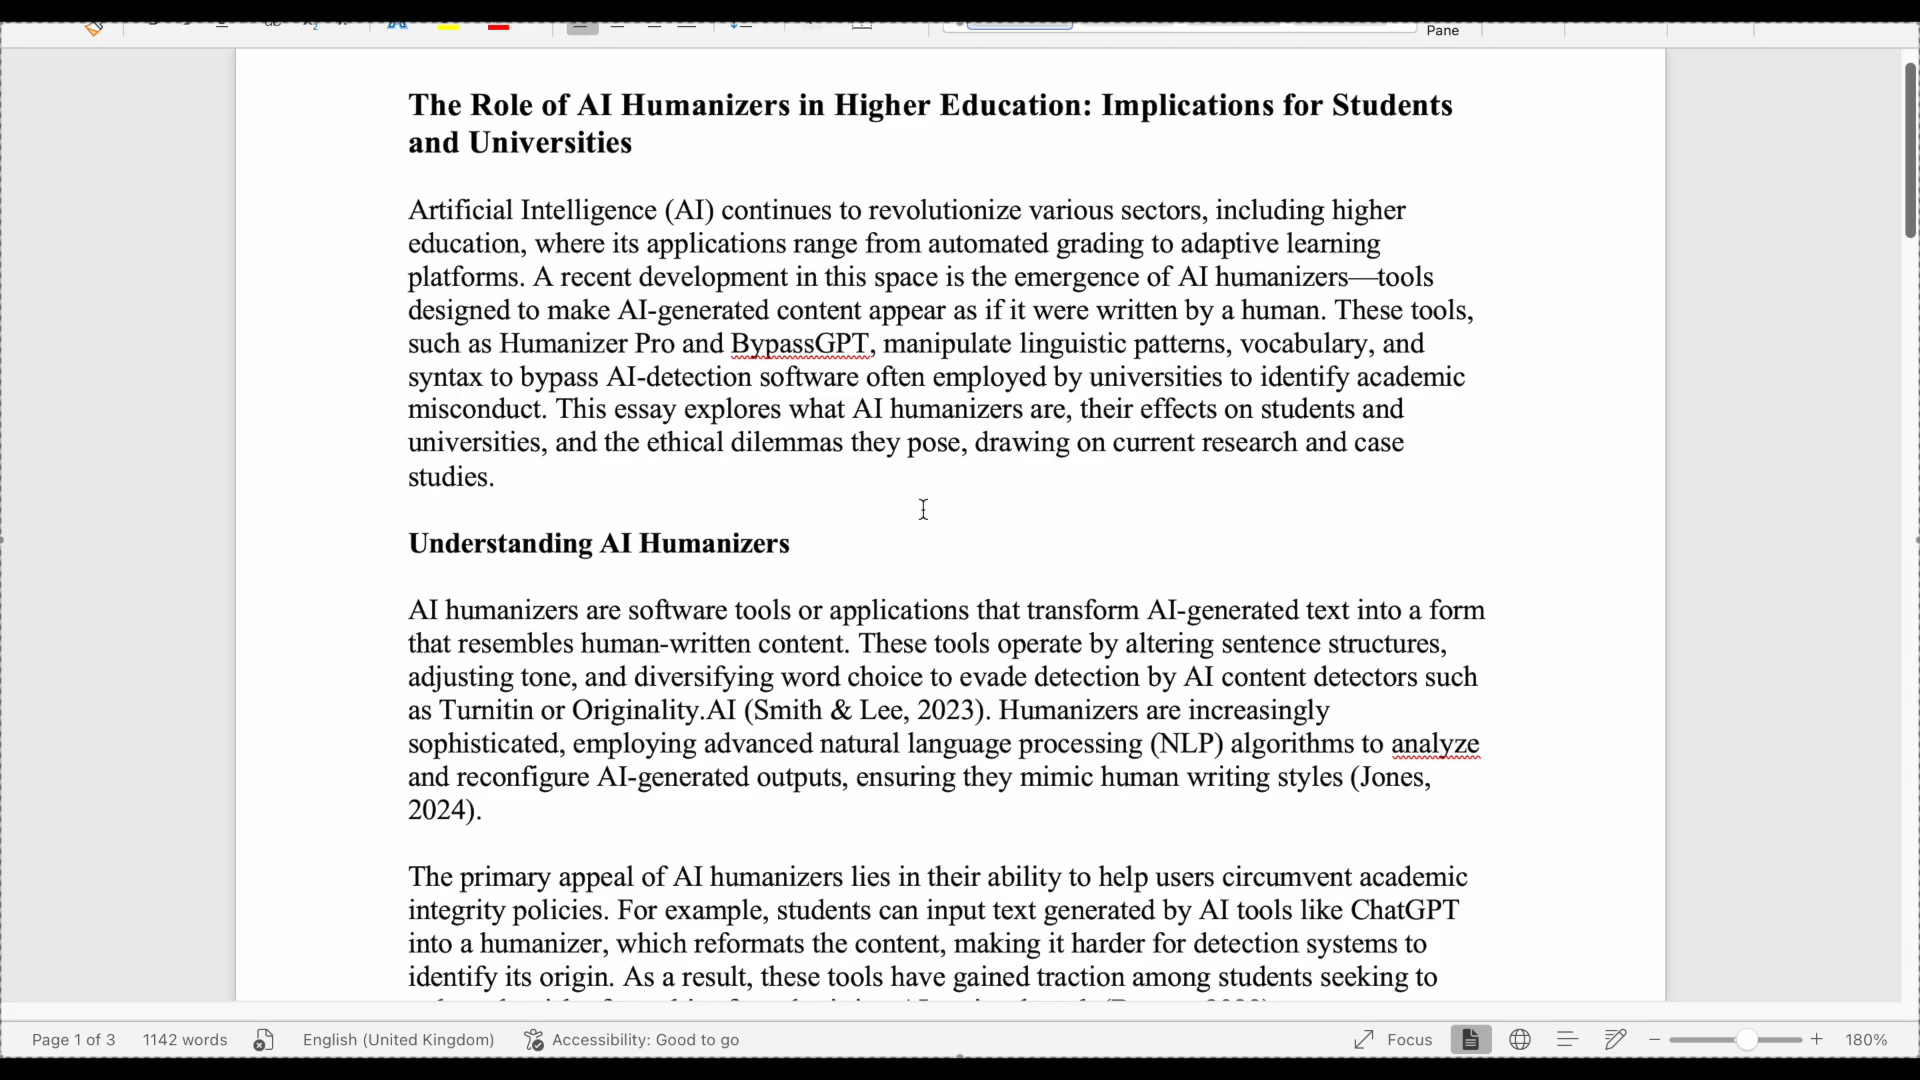 Pane
The Role of AI Humanizers in Higher Education: Implications for Students
and Universities
Artificial Intelligence (AI) continues to revolutionize various sectors, including higher
education, where its applications range from automated grading to adaptive learning
platforms. A recent development in this space is the emergence of AI humanizers—tools
designed to make AI-generated content appear as if it were written by a human. These tools,
such as Humanizer Pro and BypassGPT, manipulate linguistic patterns, vocabulary, and
syntax to bypass AI-detection software often employed by universities to identify academic
misconduct. This essay explores what AI humanizers are, their effects on students and
universities, and the ethical dilemmas they pose, drawing on current research and case
studies.
Understanding AI Humanizers
AI humanizers are software tools or applications that transform AI-generated text into a form
that resembles human-written content. These tools operate by altering sentence structures,
adjusting tone, and diversifying word choice to evade detection by AI content detectors such
as Turnitin or Originality.AI (Smith & Lee, 2023). Humanizers are increasingly
sophisticated, employing advanced natural language processing (NLP) algorithms to analyze
and reconfigure AI-generated outputs, ensuring they mimic human writing styles (Jones,
2024).
The primary appeal of AI humanizers lies in their ability to help users circumvent academic
integrity policies. For example, students can input text generated by AI tools like ChatGPT
into a humanizer, which reformats the content, making it harder for detection systems to
identify its origin. As a result, these tools have gained traction among students seeking to
Page 1 of 3 1142 words English (United Kingdom) Accessibility: Good to go Focus 180%